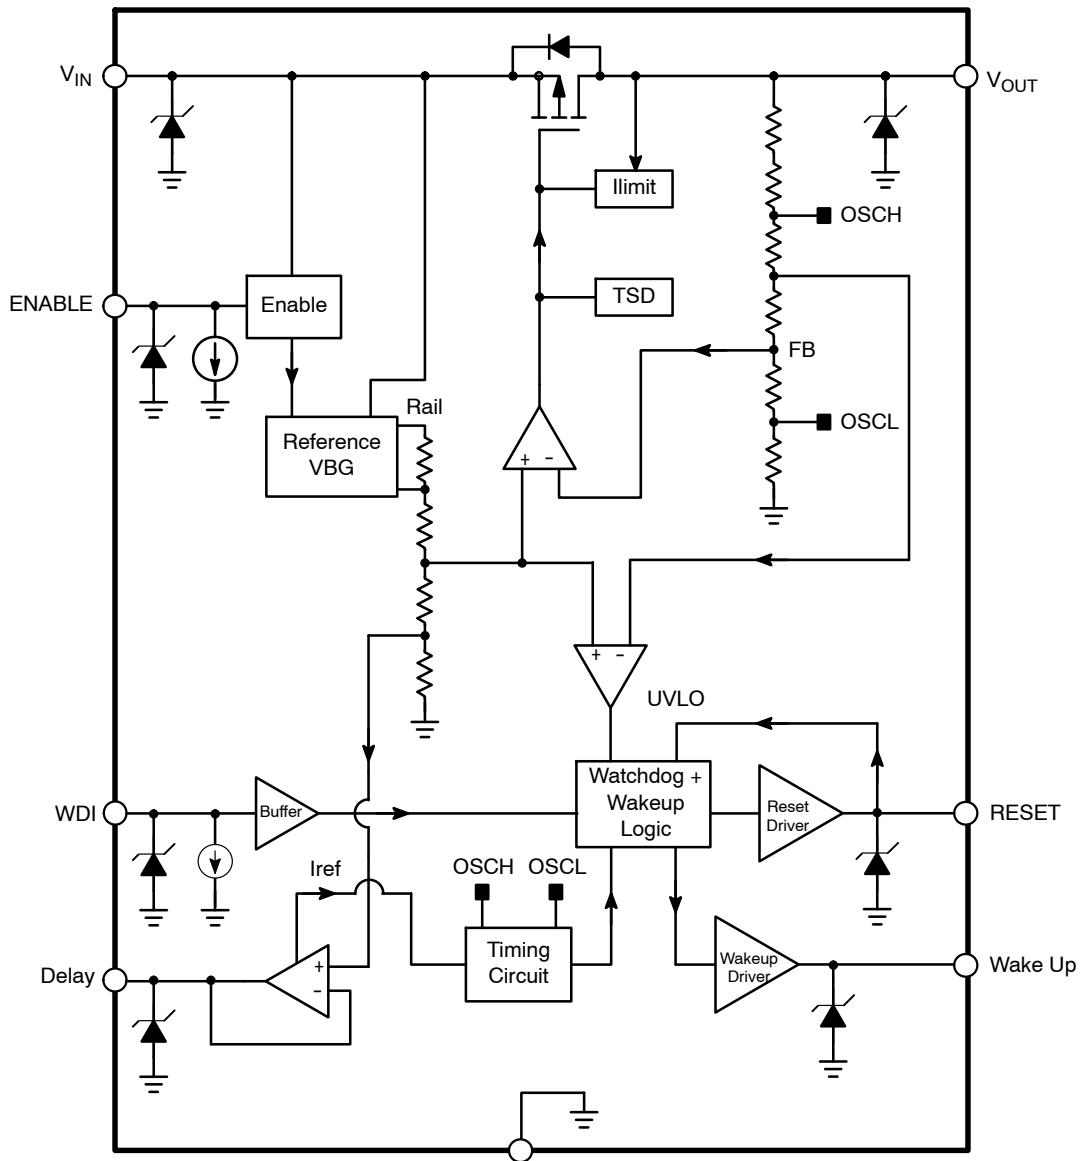 VIN
VOUT
Ilimit
OSCH
ENABLE
Enable
TSD
FB
Rail
OSCL
Reference
VBG
+ −
+ −
UVLO
WDI
Buffer
Watchdog +
Wakeup
Logic
Reset
Driver
RESET
Iref
OSCH
OSCL
Delay
+
−
Timing
Circuit
Wakeup
Driver
Wake Up